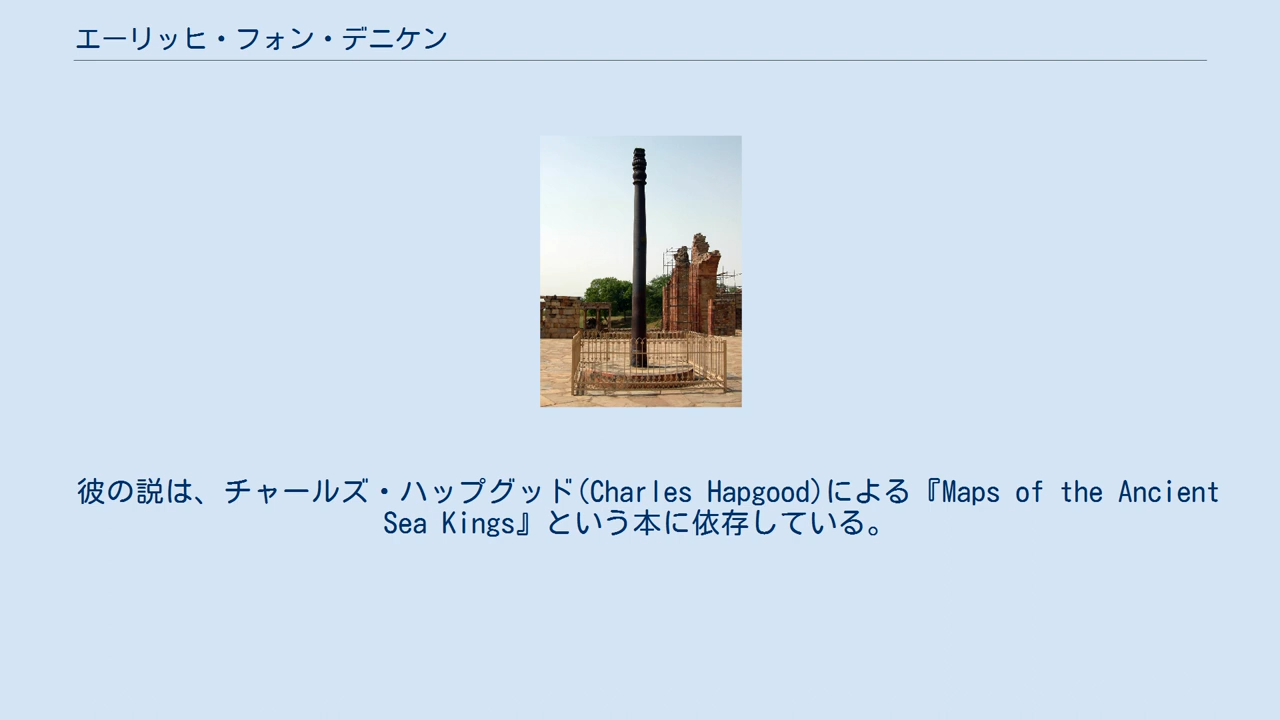 エーリッヒ・フォン・デニケン
彼の説は、チャールズ・ハップグッド(Charles Hapgood)による『Maps of the Ancient
Sea Kings』という本に依存している。